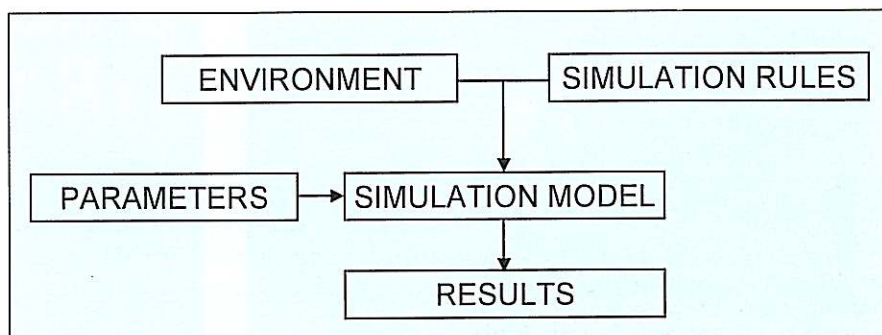 ENVIRONMENT
SIMULATION RULES
PARAMETERS
SIMULATION MODEL
RESULTS